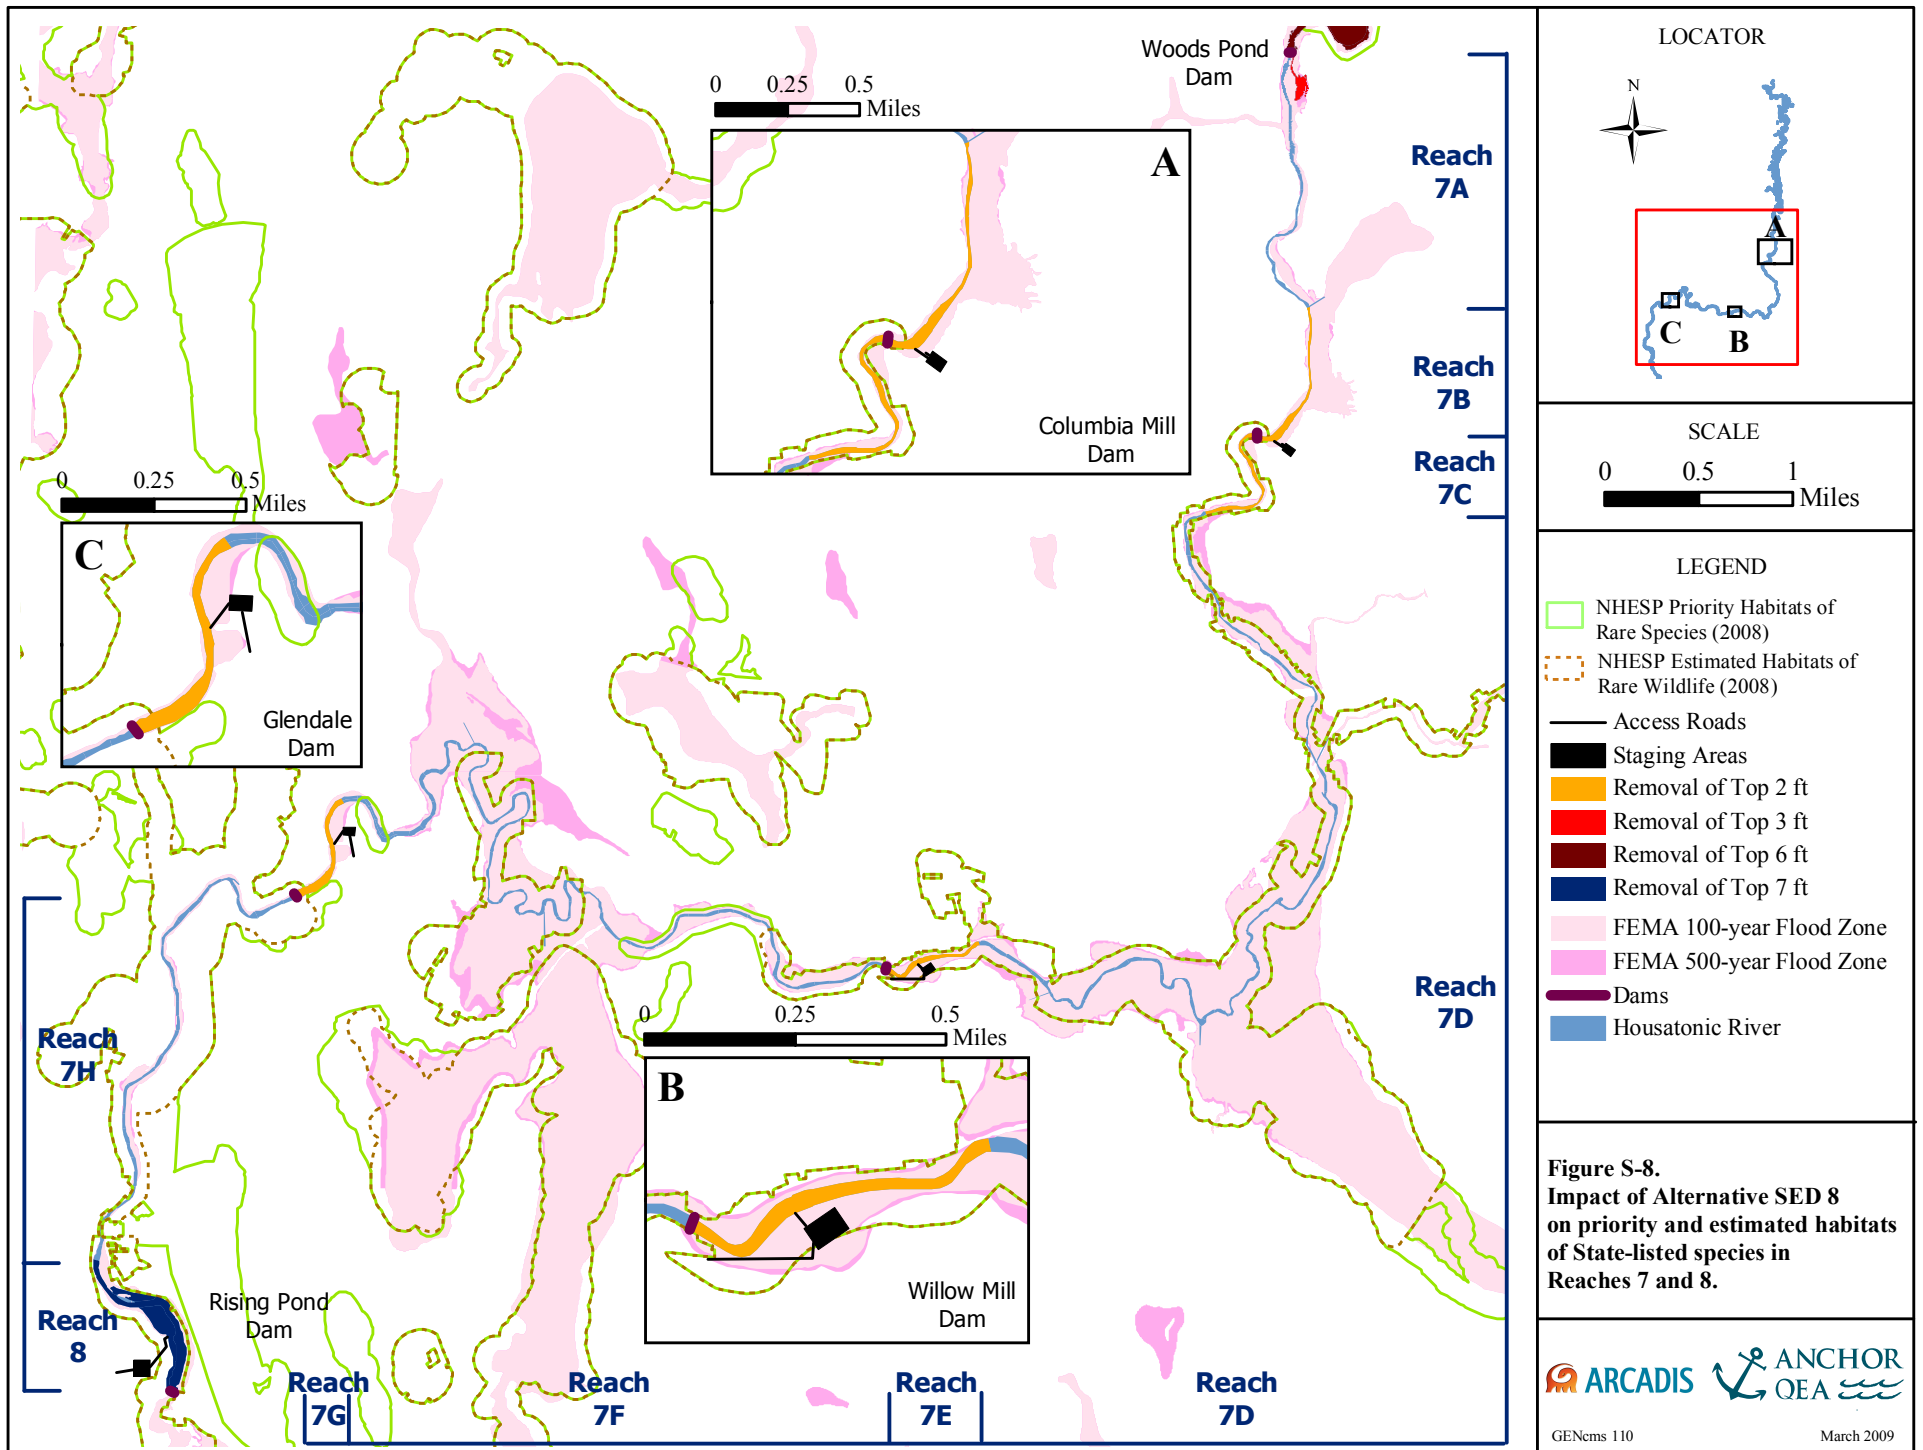 Woods Pond
Dam
0 0.25 0.5
Miles
A
Columbia Mill
Dam
Reach
7A
Reach
7B
Reach
7C
0 0.25 0.5
Miles
C
Glendale
Dam
Reach
7D
0 0.25 0.5
Miles
B
Willow Mill
Dam
Reach
7H
Reach
8
Rising Pond
Dam
Reach
7G
Reach
7F
Reach
7E
Reach
7D
LOCATOR
N
A
C
B
SCALE
0 0.5 1
Miles
LEGEND
NHESP Priority Habitats of
Rare Species (2008)
NHESP Estimated Habitats of
Rare Wildlife (2008)
Access Roads
Staging Areas
Removal of Top 2 ft
Removal of Top 3 ft
Removal of Top 6 ft
Removal of Top 7 ft
FEMA 100-year Flood Zone
FEMA 500-year Flood Zone
Dams
Housatonic River
Figure S-8.
Impact of Alternative SED 8
on priority and estimated habitats
of State-listed species in
Reaches 7 and 8.
ARCADIS
ANCHOR
QEA
GENcms 110 March 2009